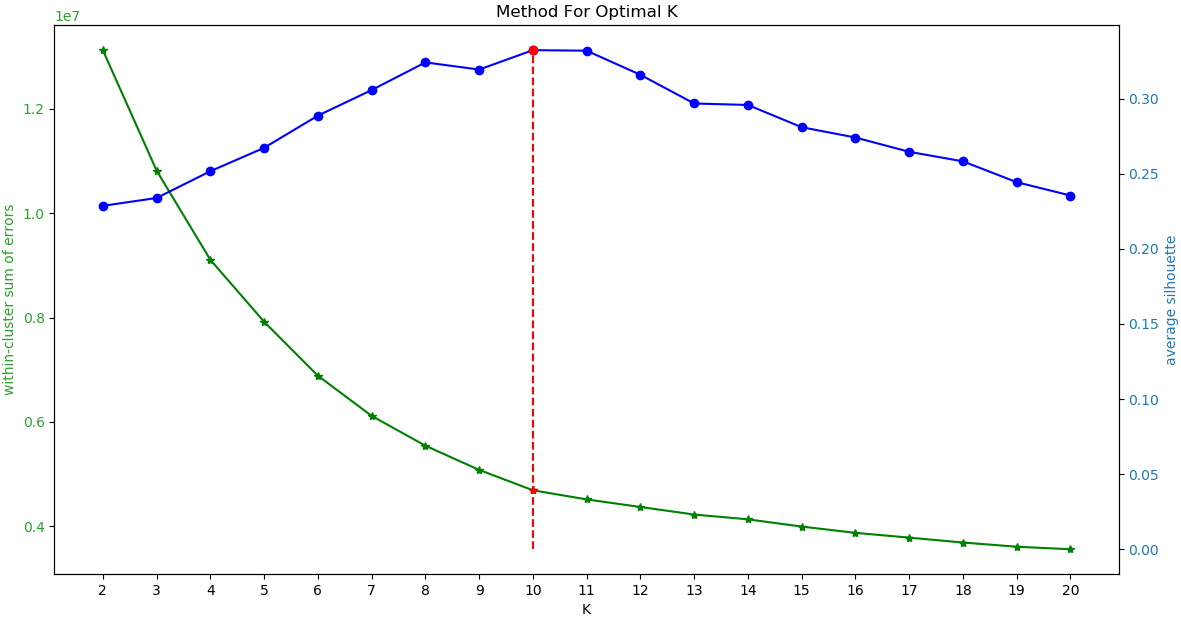 Method For Optimal K
1e7
1.2
1.0
0.8
0.6
0.4
within-cluster sum of errors
0.30
0.25
0.20
0.15
0.10
0.05
0.00
average silhouette
2 3 4 5 6 7 8 9 10 11 12 13 14 15 16 17 18 19 20
K